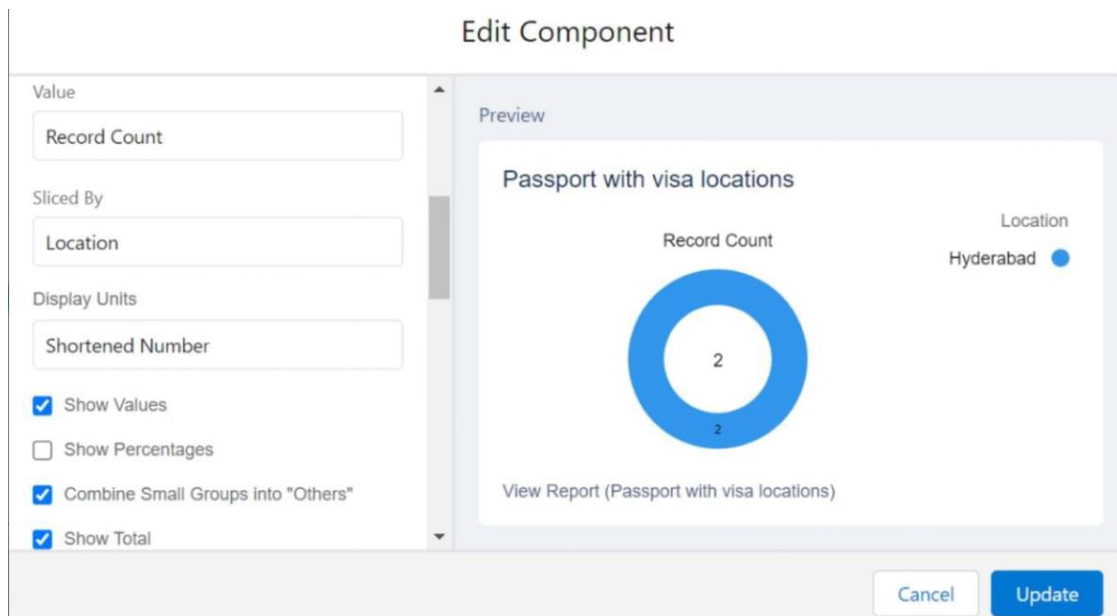 Edit Component
Value
Record Count
Sliced By
Location
Display Units
Shortened Number
Show Values
Show Percentages
Combine Small Groups into "Others"
Show Total
Preview
Passport with visa locations
Record Count
Location
Hyderabad
2
2
View Report (Passport with visa locations)
Cancel
Update